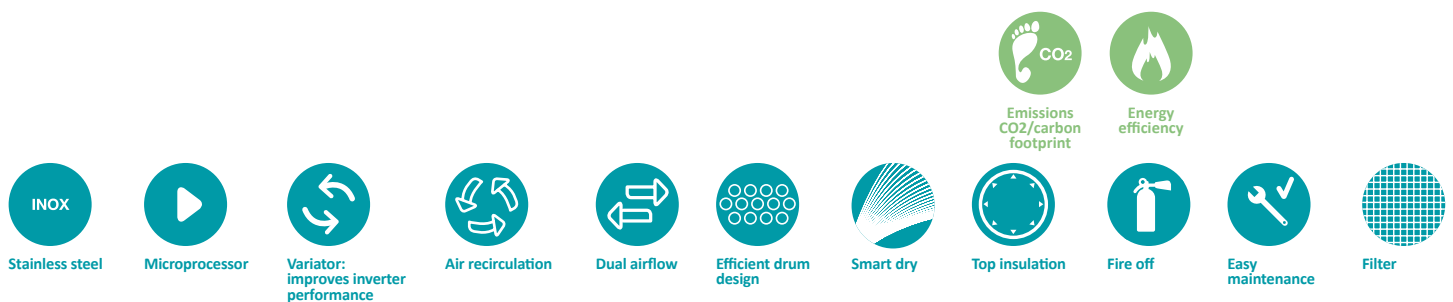 CO2
Emissions
CO2/carbon
footprint
Energy
efficiency
INOX
Stainless steel
Microprocessor
Variator:
improves inverter
performance
Air recirculation
Dual airflow
Efficient drum
design
Smart dry
Top insulation
Fire off
Easy
maintenance
Filter